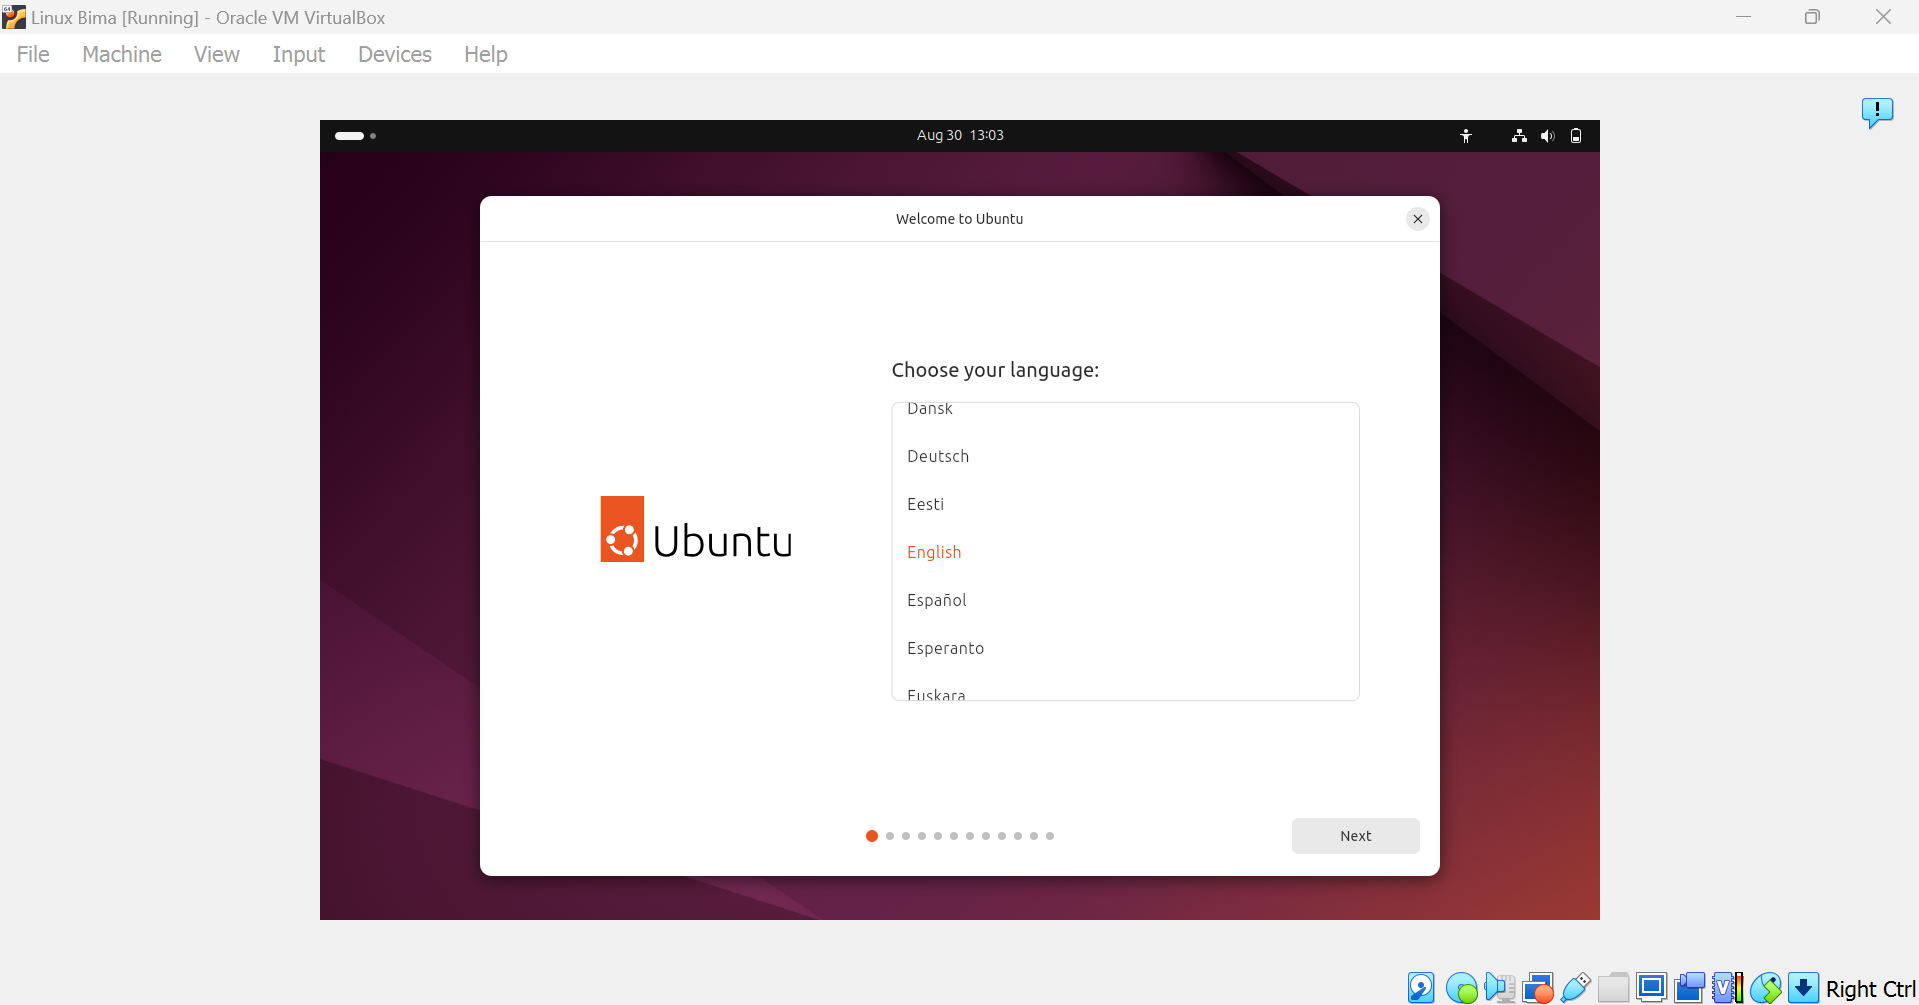 Linux Bima [Running] - Oracle VM VirtualBox
File Machine View Input Devices Help
Aug 30 13:03
Welcome to Ubuntu
Choose your language:
Dansk
Deutsch
Eesti
English
Español
Esperanto
Euskara
Ubuntu
Next
Right Ctrl